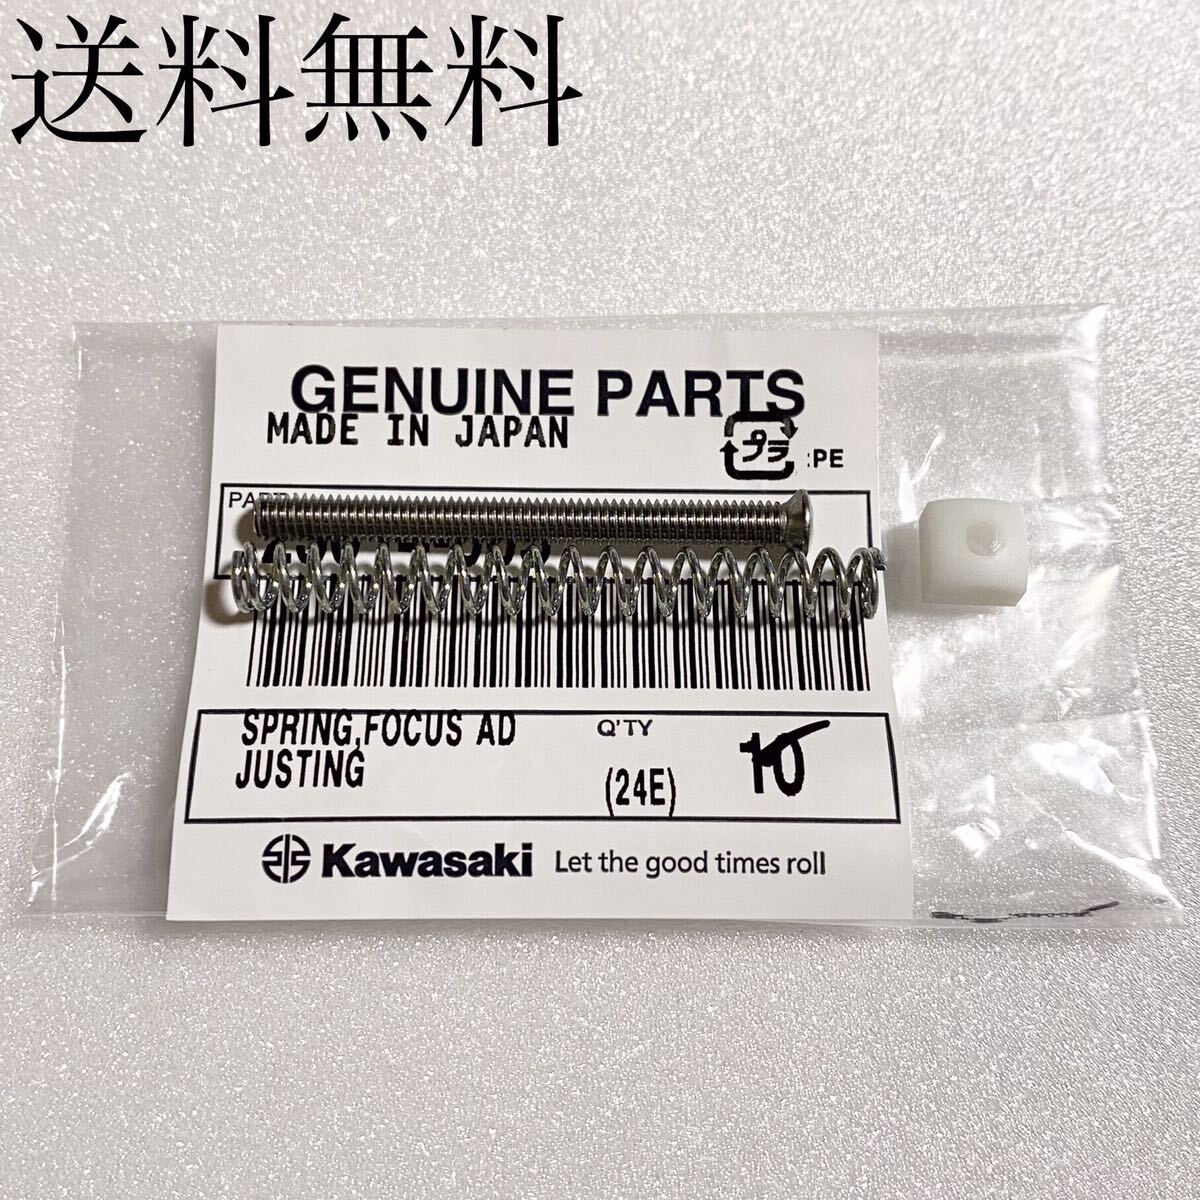 送料無料
GENUINE PARTS
MADE IN JAPAN
プラ :PE
SPRING,FOCUS AD
JUSTING
Q'TY
(24E)
10
Kawasaki Let the good times roll